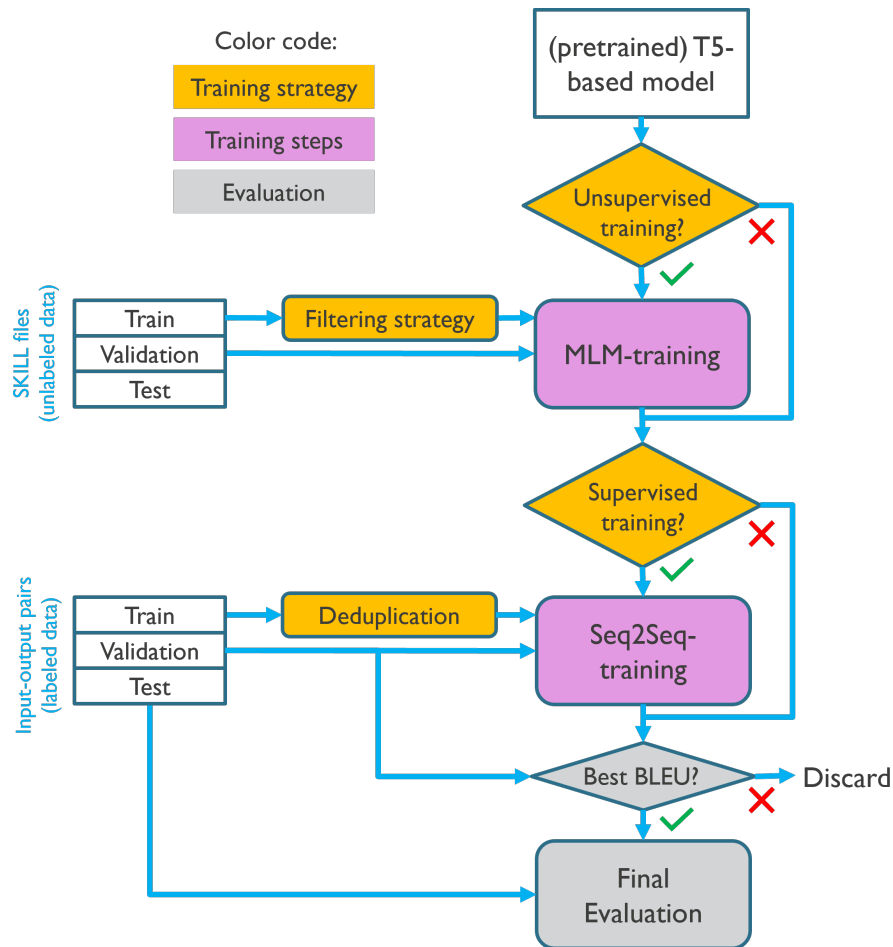 Color code:
Training strategy
Training steps
Evaluation
(pretrained) T5-
based model
Unsupervised
training?
SKILL files
(unlabeled data)
Train
Validation
Test
Filtering strategy
MLM-training
Supervised
training?
Input-output pairs
(labeled data)
Train
Validation
Test
Deduplication
Seq2Seq-
training
Best BLEU?
Discard
Final
Evaluation